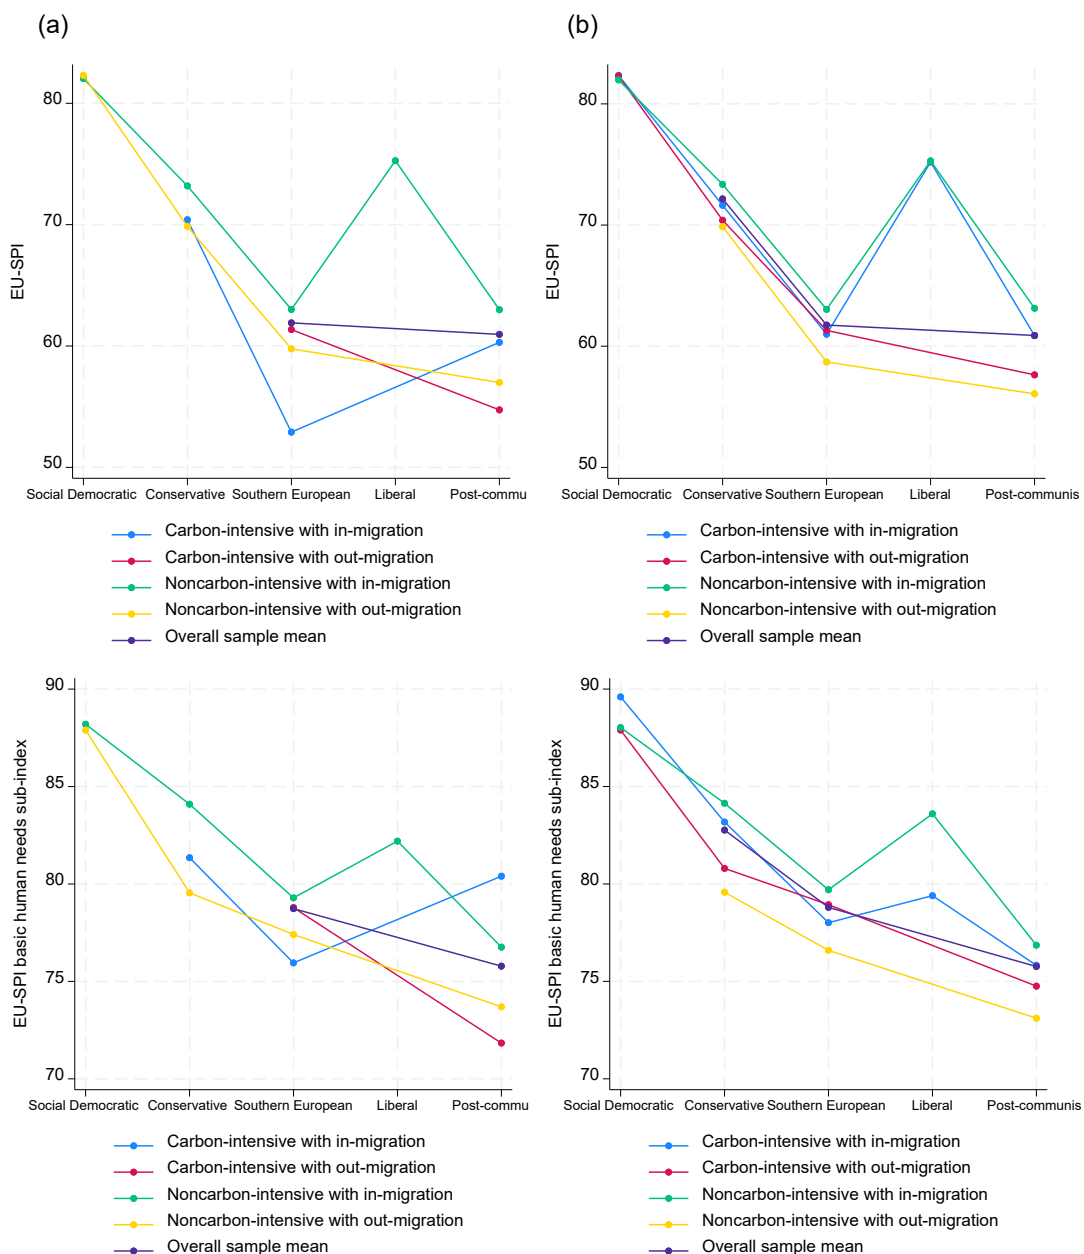 (a)
EU-SPI
80
70
60
50
Social Democratic
Conservative
Southern European
Liberal
Post-commu
Carbon-intensive with in-migration
Carbon-intensive with out-migration
Noncarbon-intensive with in-migration
Noncarbon-intensive with out-migration
Overall sample mean
(b)
EU-SPI
80
70
60
50
Social Democratic
Conservative
Southern European
Liberal
Post-communis
Carbon-intensive with in-migration
Carbon-intensive with out-migration
Noncarbon-intensive with in-migration
Noncarbon-intensive with out-migration
Overall sample mean
EU-SPI basic human needs sub-index
90
85
80
75
70
Social Democratic
Conservative
Southern European
Liberal
Post-commu
Carbon-intensive with in-migration
Carbon-intensive with out-migration
Noncarbon-intensive with in-migration
Noncarbon-intensive with out-migration
Overall sample mean
EU-SPI basic human needs sub-index
90
85
80
75
70
Social Democratic
Conservative
Southern European
Liberal
Post-communis
Carbon-intensive with in-migration
Carbon-intensive with out-migration
Noncarbon-intensive with in-migration
Noncarbon-intensive with out-migration
Overall sample mean